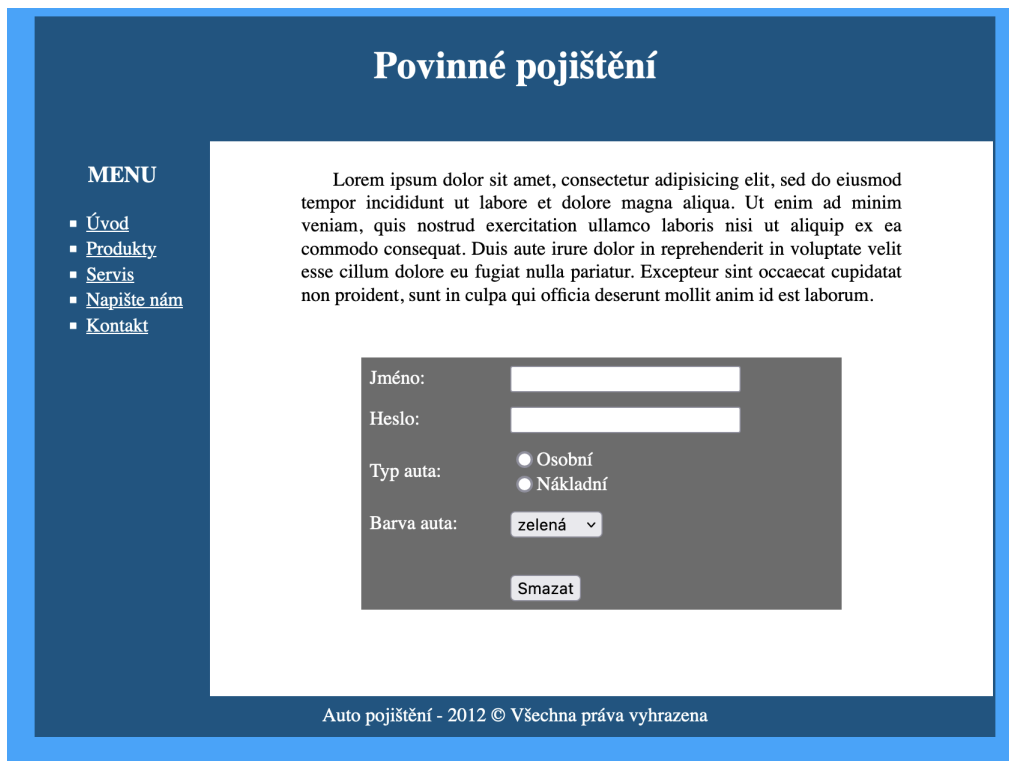 Povinné pojištění
MENU
Úvod
Produkty
Servis
Napište nám
Kontakt
Lorem ipsum dolor sit amet, consectetur adipisicing elit, sed do eiusmod
tempor incididunt ut labore et dolore magna aliqua. Ut enim ad minim
veniam, quis nostrud exercitation ullamco laboris nisi ut aliquip ex ea
commodo consequat. Duis aute irure dolor in reprehenderit in voluptate velit
esse cillum dolore eu fugiat nulla pariatur. Excepteur sint occaecat cupidatat
non proident, sunt in culpa qui officia deserunt mollit anim id est laborum.
Jméno:
Heslo:
Typ auta:
Osobní
Nákladní
Barva auta:
zelená
Smazat
Auto pojištění - 2012 © Všechna práva vyhrazena